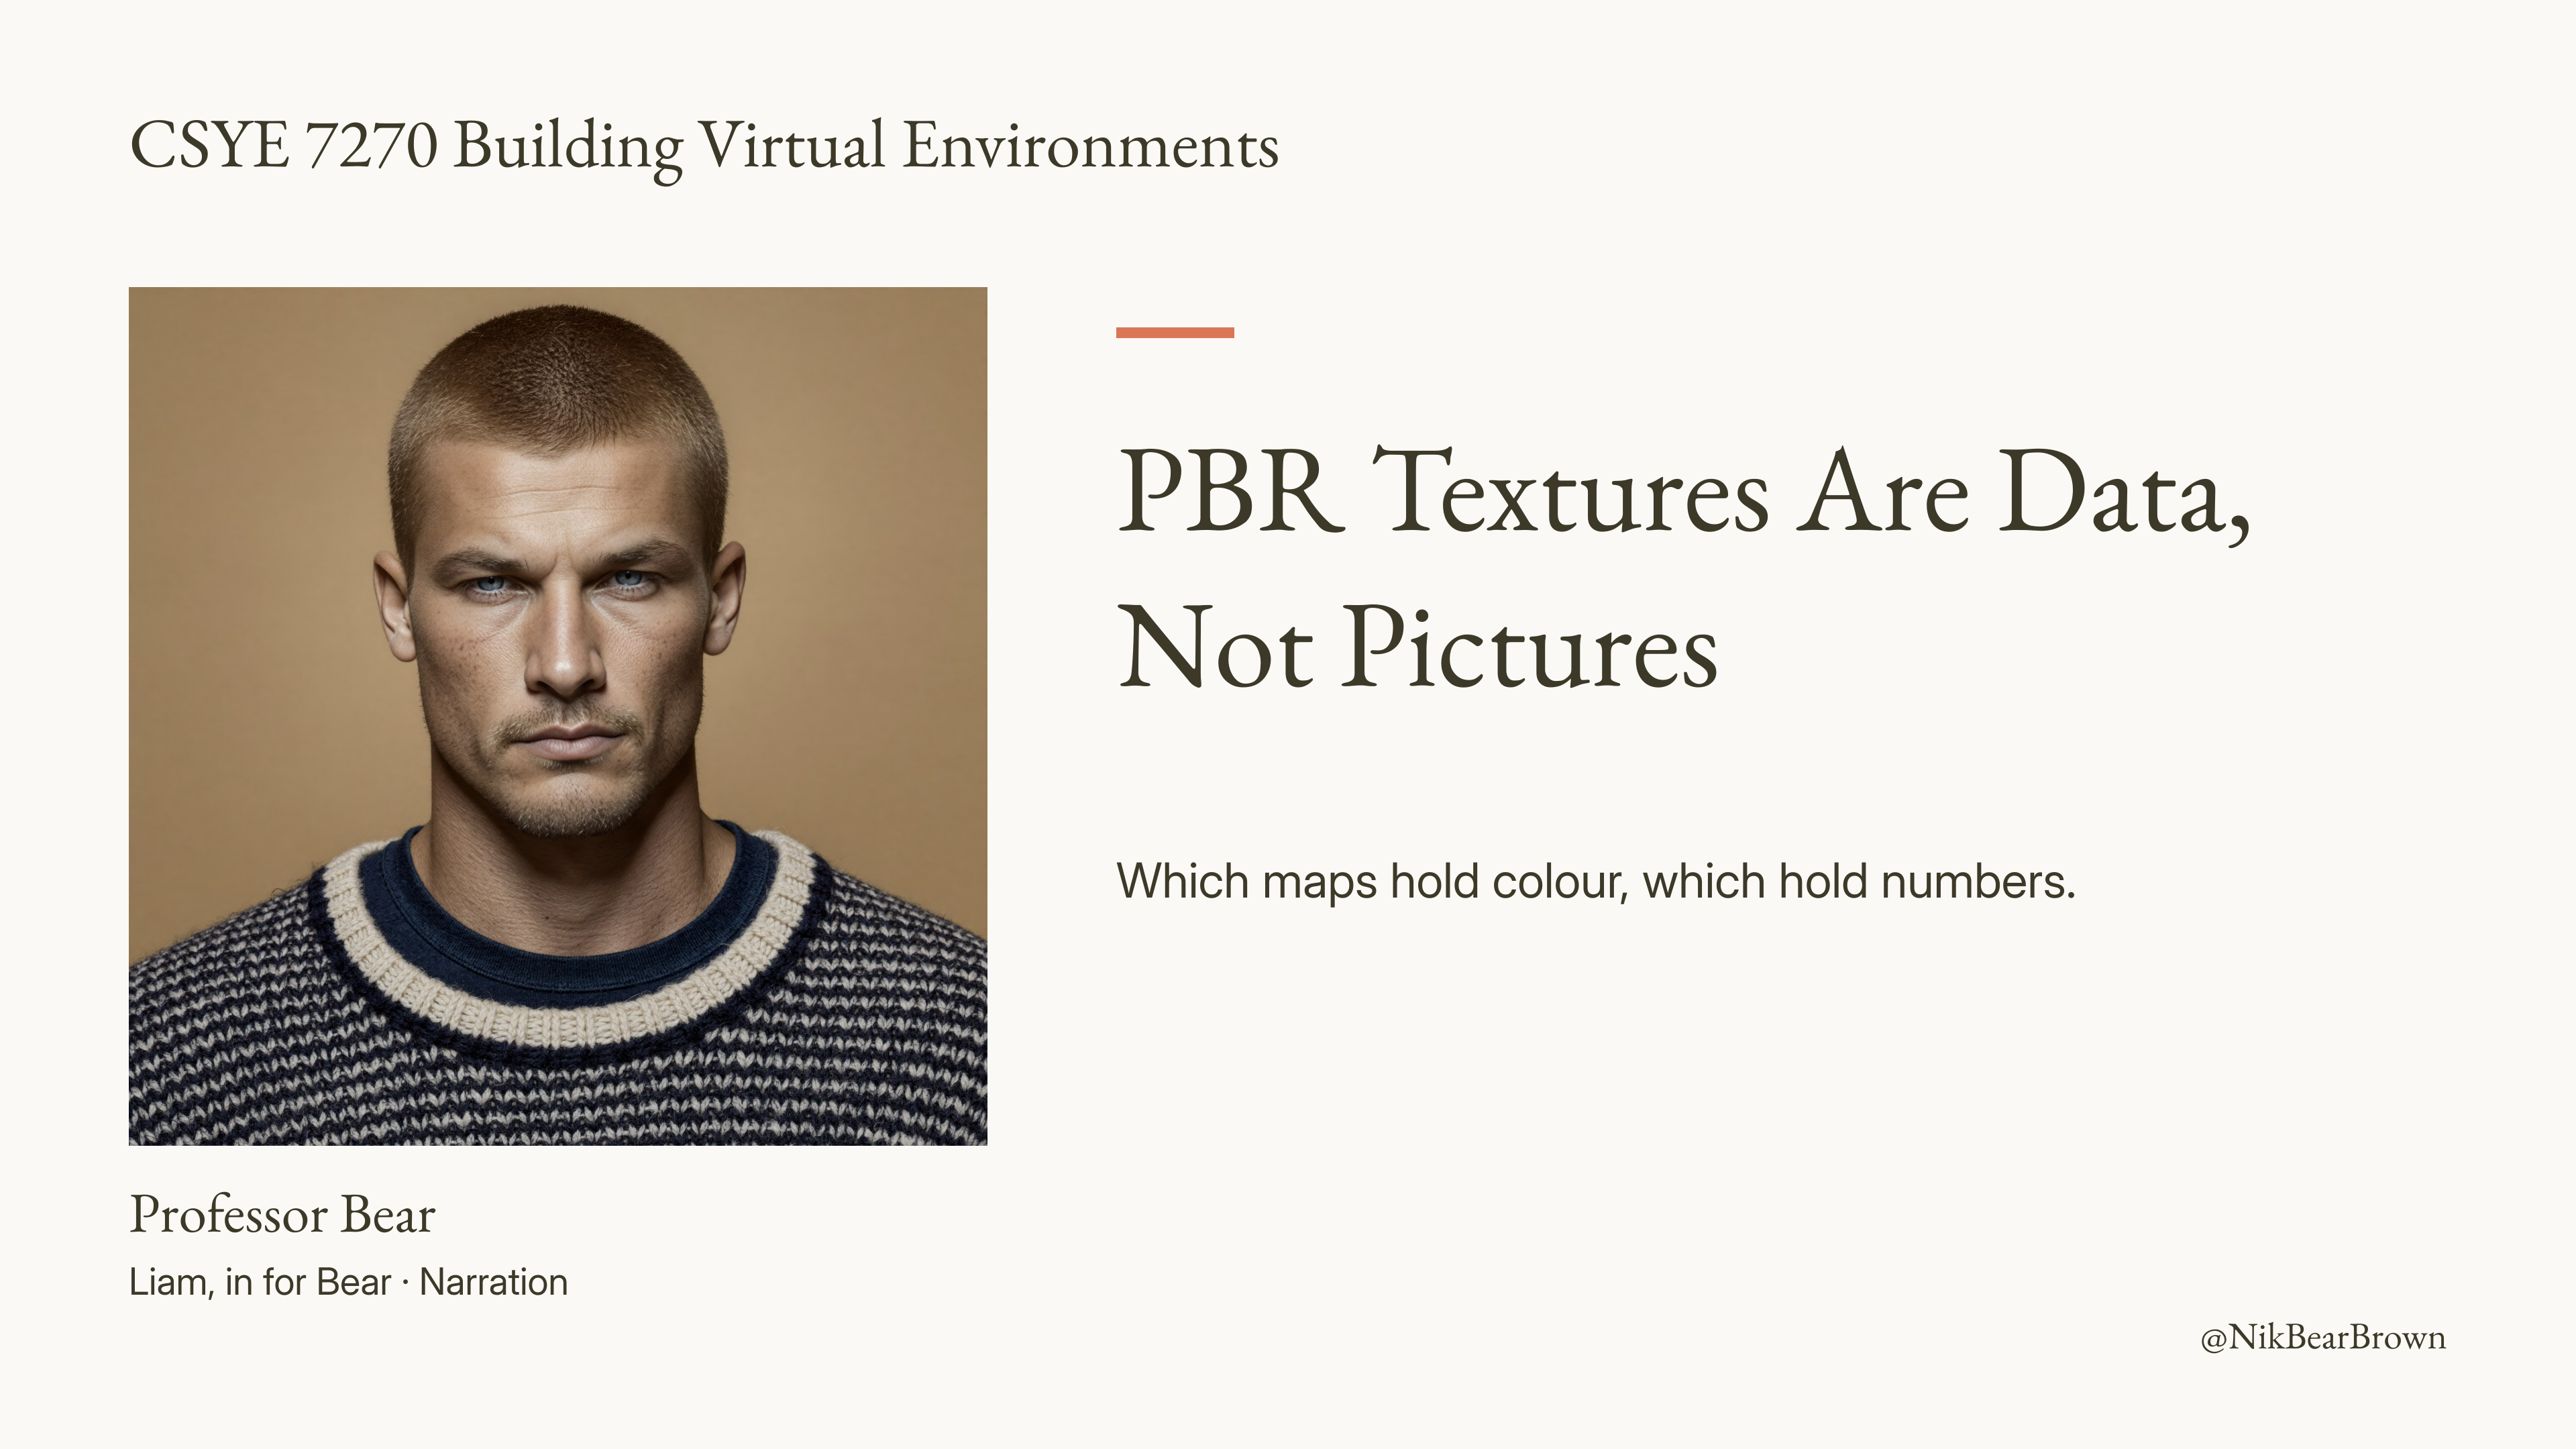 CSYE 7270 Building Virtual Environments
PBR Textures Are Data,
Not Pictures
Which maps hold colour, which hold numbers.
Professor Bear
Liam, in for Bear · Narration
@NikBearBrown